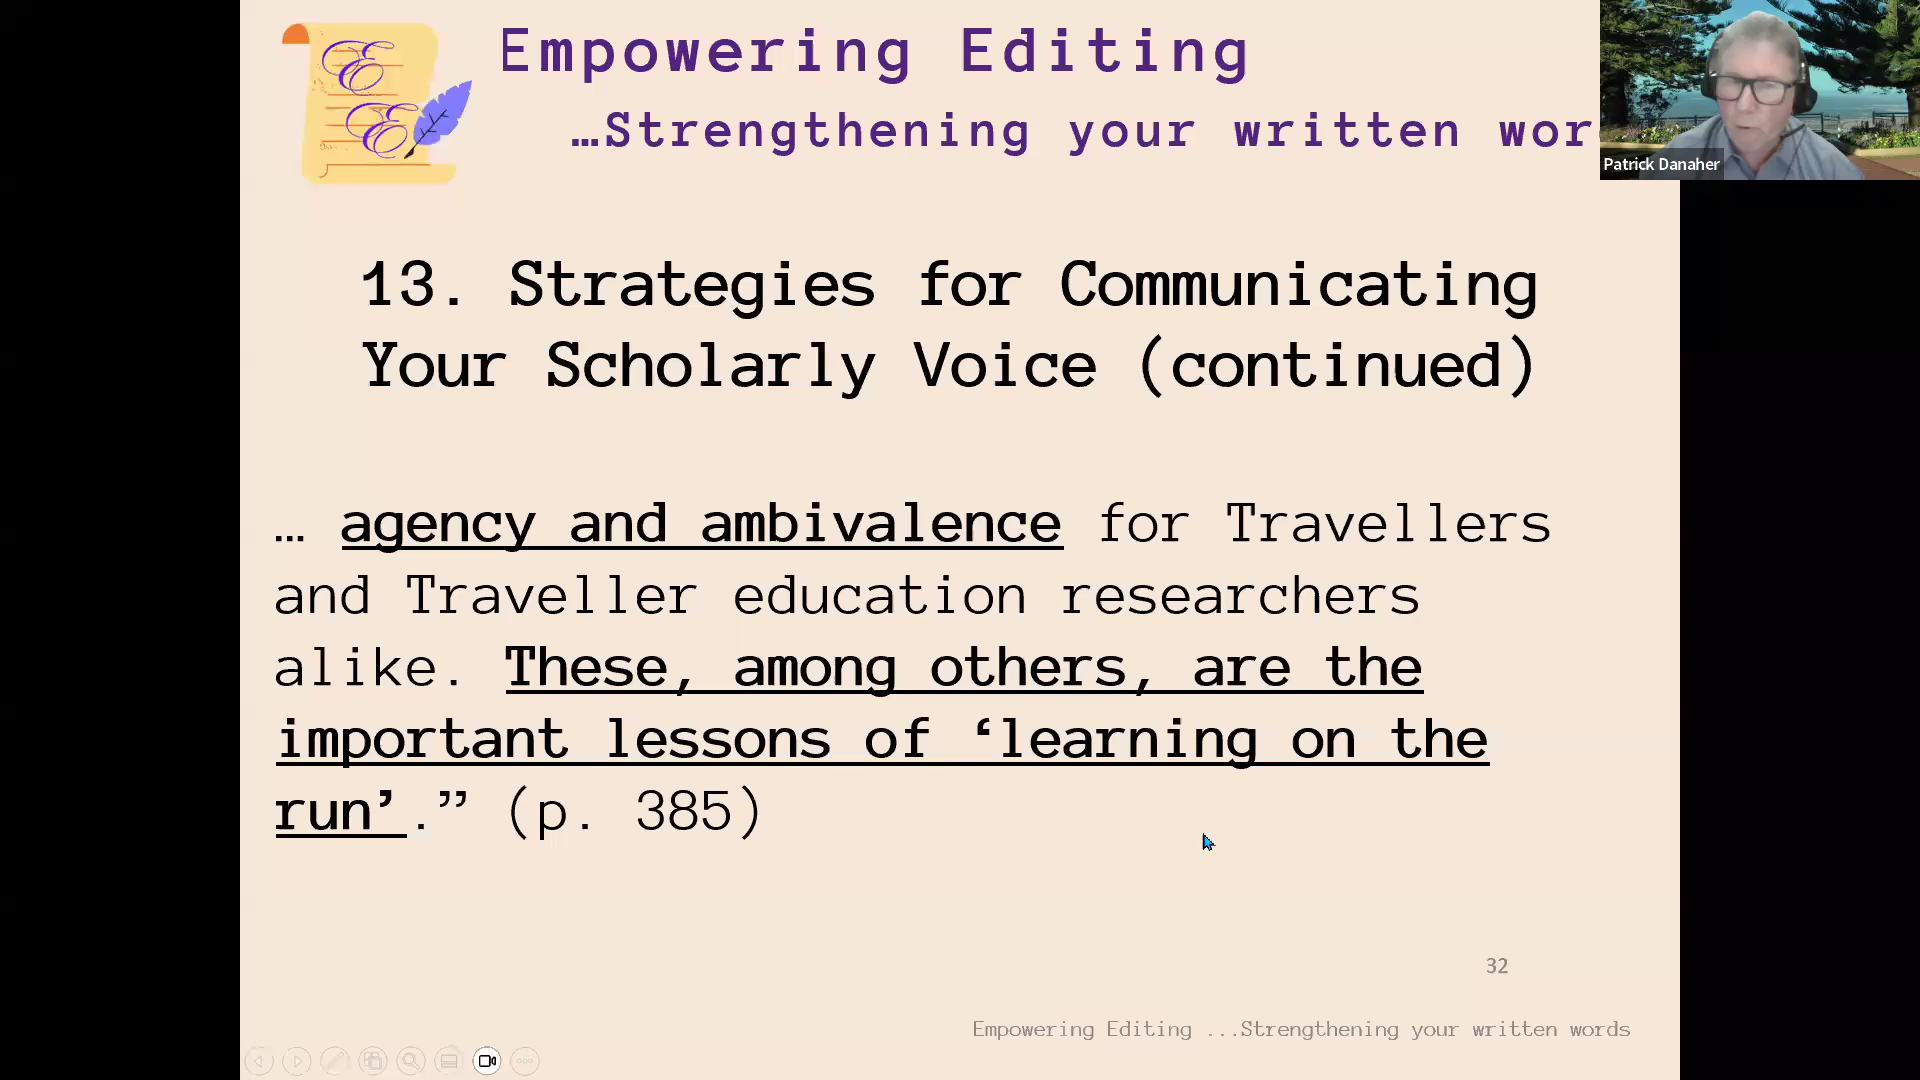 Empowering Editing
…Strengthening your written wor
Patrick Danaher
13. Strategies for Communicating
Your Scholarly Voice (continued)
… agency and ambivalence for Travellers
and Traveller education researchers
alike. These, among others, are the
important lessons of ‘learning on the
run’.” (p. 385)
32
Empowering Editing ...Strengthening your written words
EE
EE